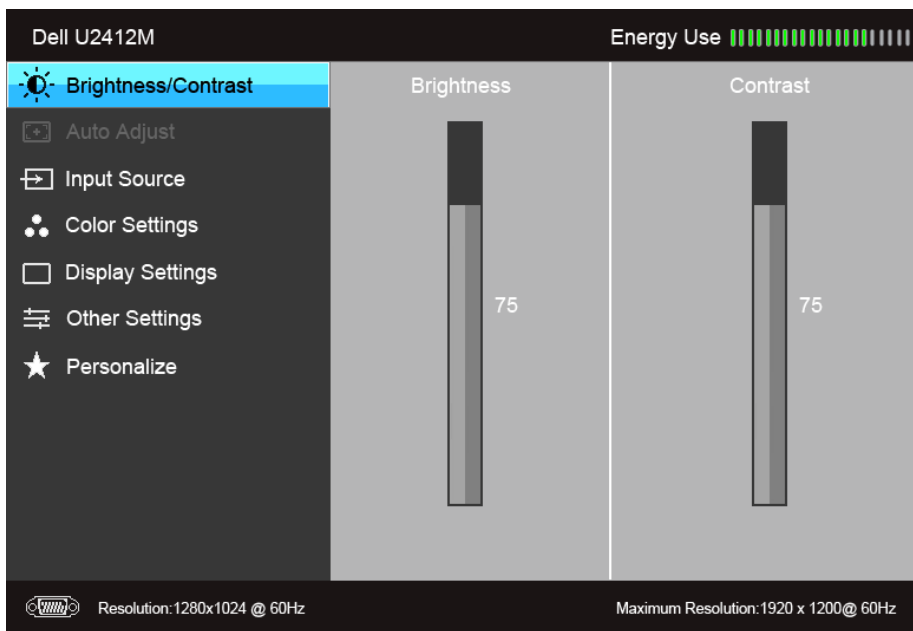 Dell U2412M
Energy Use
Brightness/Contrast
Auto Adjust
Input Source
Color Settings
Display Settings
Other Settings
Personalize
Brightness
75
Contrast
75
Resolution:1280x1024 @ 60Hz
Maximum Resolution:1920 x 1200@ 60Hz